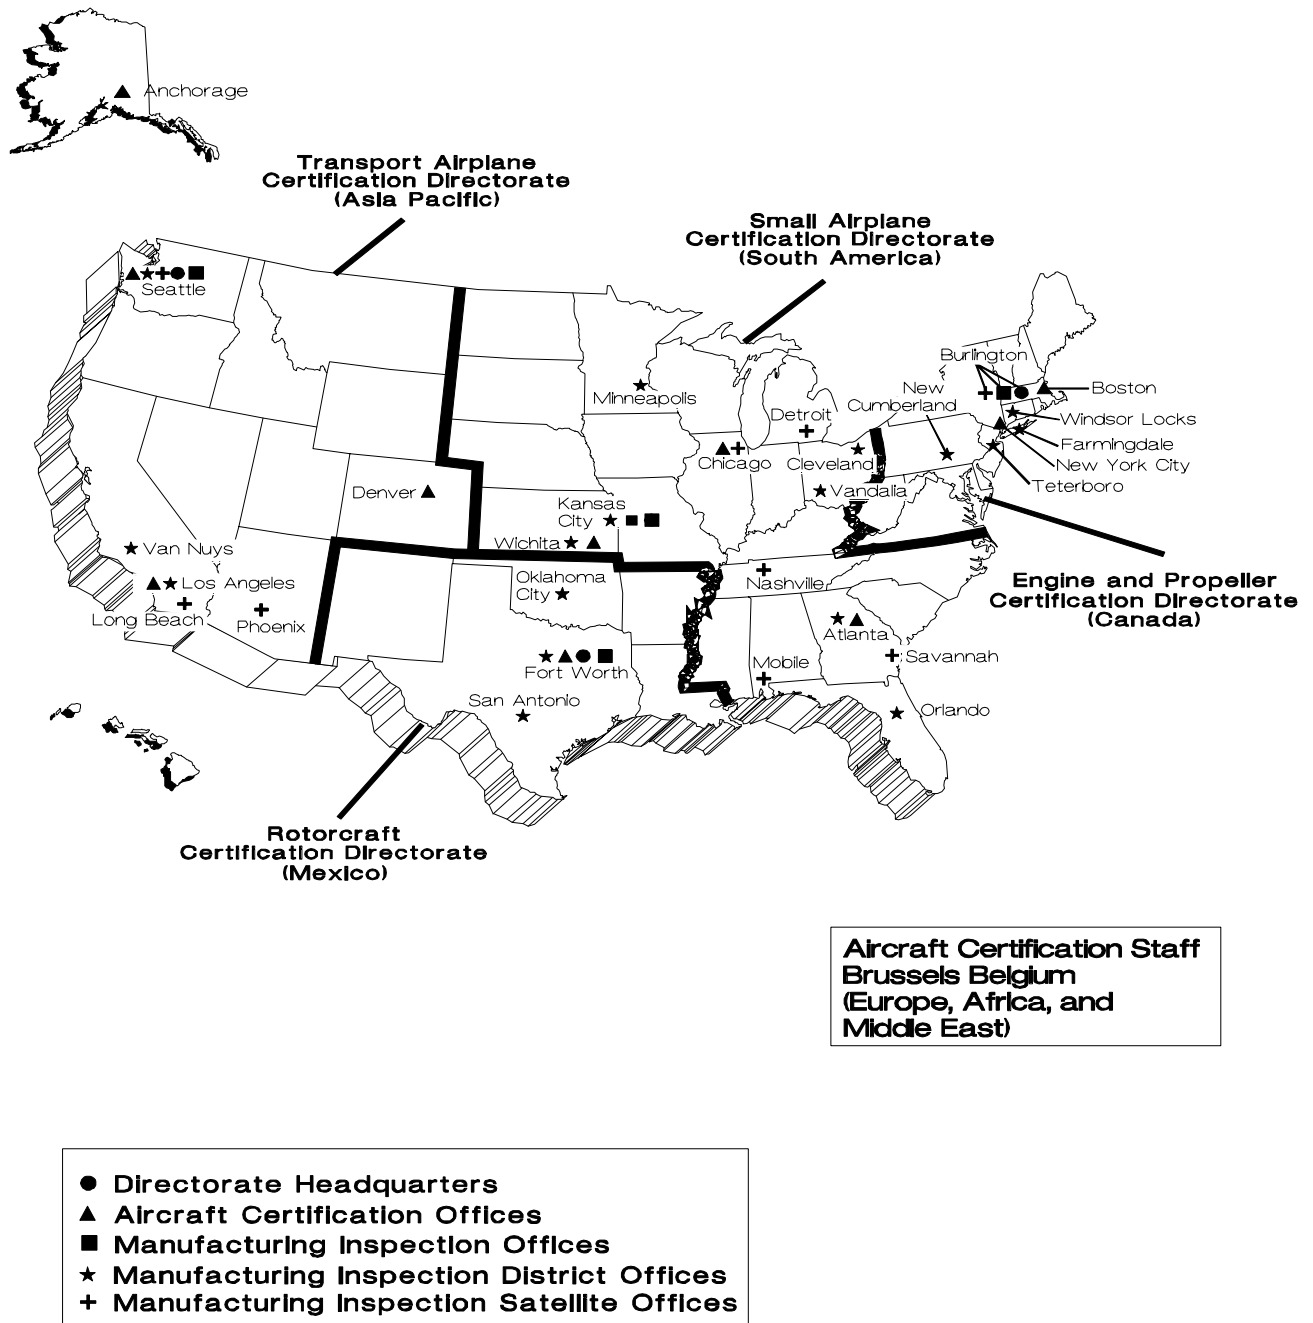 Anchorage
Transport Airplane
Certification Directorate
(Asia Pacific)
Small Airplane
Certification Directorate
(South America)
Seattle
Burlington
Boston
New
Cumberland
Minneapolis
Detroit
Windsor Locks
Farmingdale
New York City
Teterboro
Chicago
Cleveland
Vandalia
Denver
Kansas
City
Wichita
Van Nuys
Los Angeles
Long Beach
Phoenix
Oklahoma
City
Nashville
Engine and Propeller
Certification Directorate
(Canada)
Atlanta
Fort Worth
Mobile
Savannah
San Antonio
Orlando
Rotorcraft
Certification Directorate
(Mexico)
Aircraft Certification Staff
Brussels Belgium
(Europe, Africa, and
Middle East)
Directorate Headquarters
Aircraft Certification Offices
Manufacturing Inspection Offices
Manufacturing Inspection District Offices
Manufacturing Inspection Satellite Offices